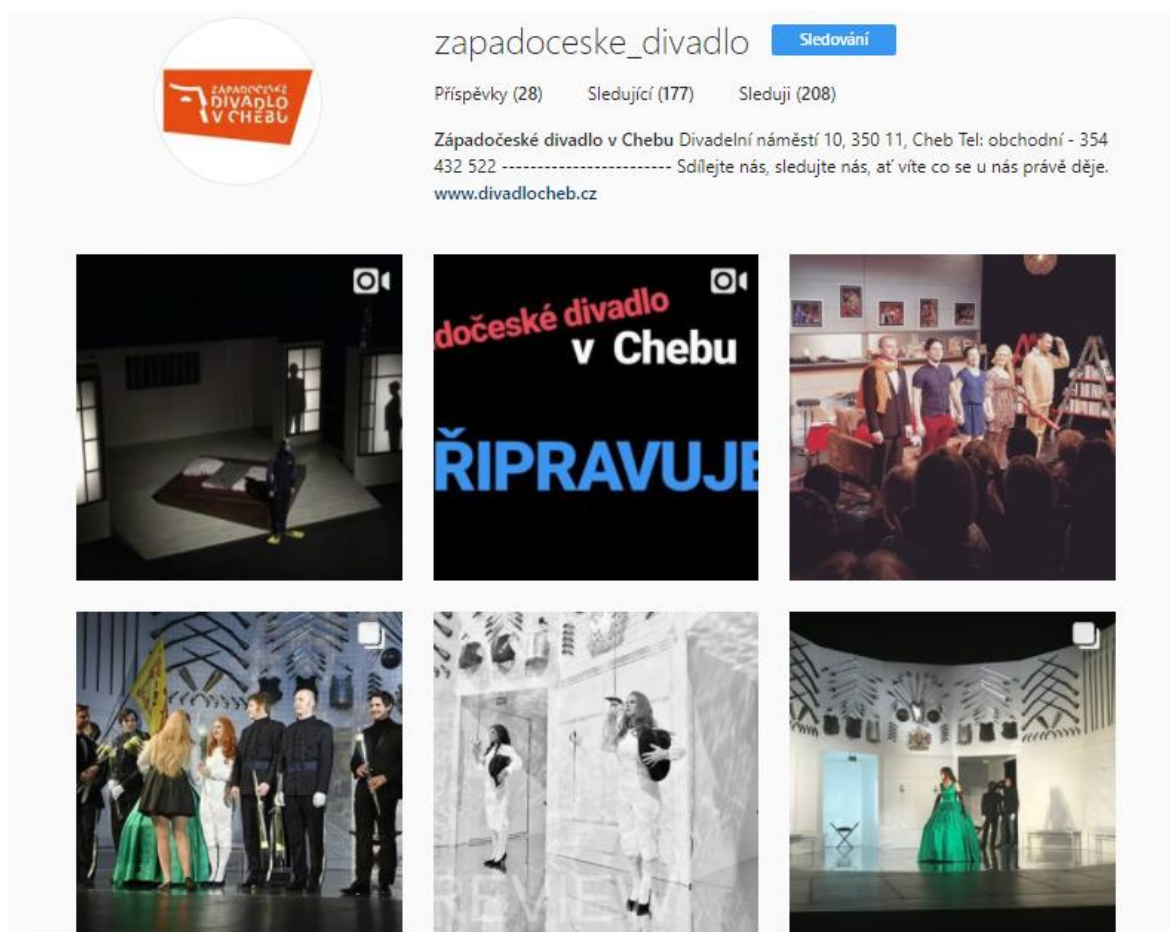 ZÁPADOČESKÉ
DIVADLO
V CHEBU
zapadoceske_divadlo
Sledování
Příspěvky (28) Sledující (177) Sleduji (208)
Západočeské divadlo v Chebu Divadelní náměstí 10, 350 11, Cheb Tel: obchodní - 354
432 522 ------------------------ Sdílejte nás, sledujte nás, ať víte co se u nás právě děje.
www.divadlocheb.cz
dočeské divadlo
v Chebu
ŘIPRAVUJE
REVIEW